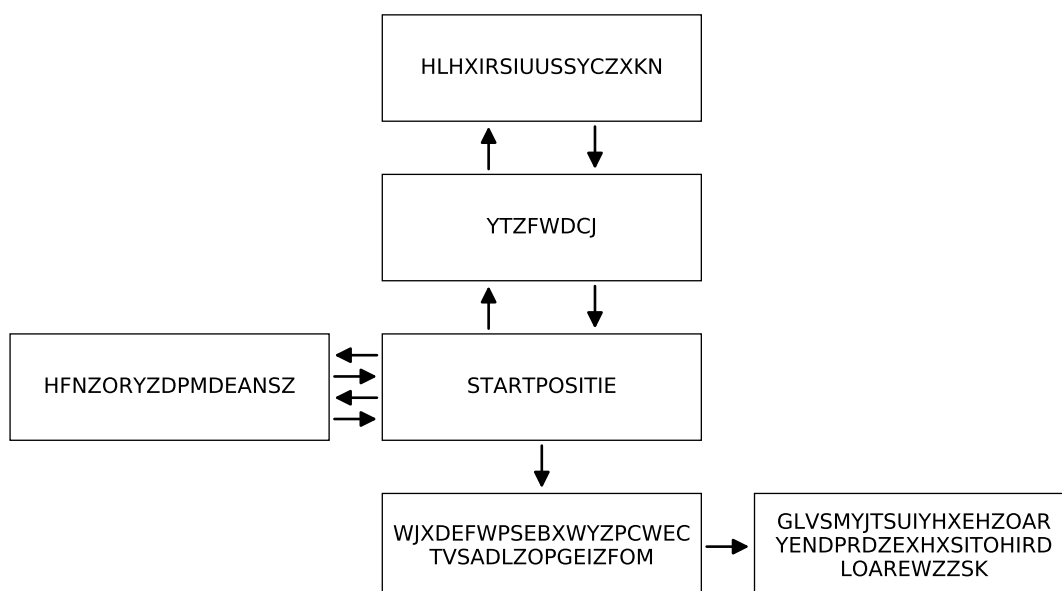 HLHXIRSIUUSSYCZXKN
YTZFWDCJ
HFNZORYZDPMDEANSZ
STARTPOSITIE
WJXDEFWPSEBXWYZPCWEC
TVSADLZOPGEIZFOM
GLVSMYJTSUIYHXEHZOAR
YENDPRDZEXHXSITOHIRD
LOAREWZZSK